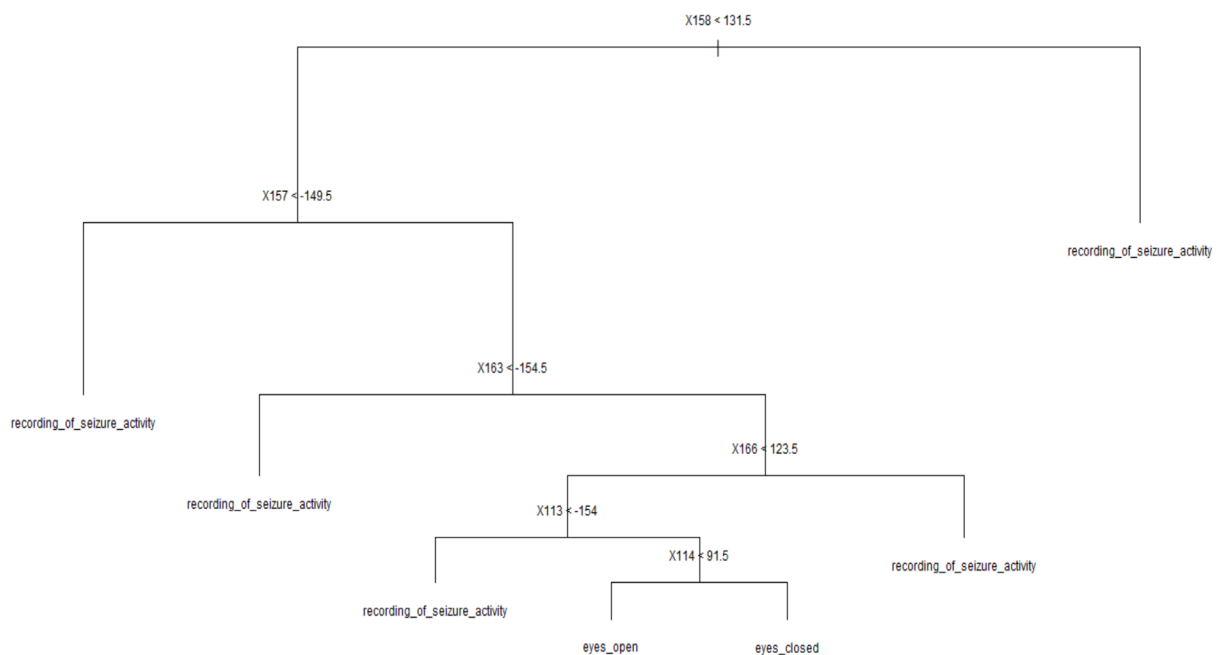 X158 < 131.5
X157 < -149.5
recording_of_seizure_activity
X163 < -154.5
recording_of_seizure_activity
X166 < 123.5
recording_of_seizure_activity
X113 < -154
X114 < 91.5
recording_of_seizure_activity
recording_of_seizure_activity
eyes_open
eyes_closed